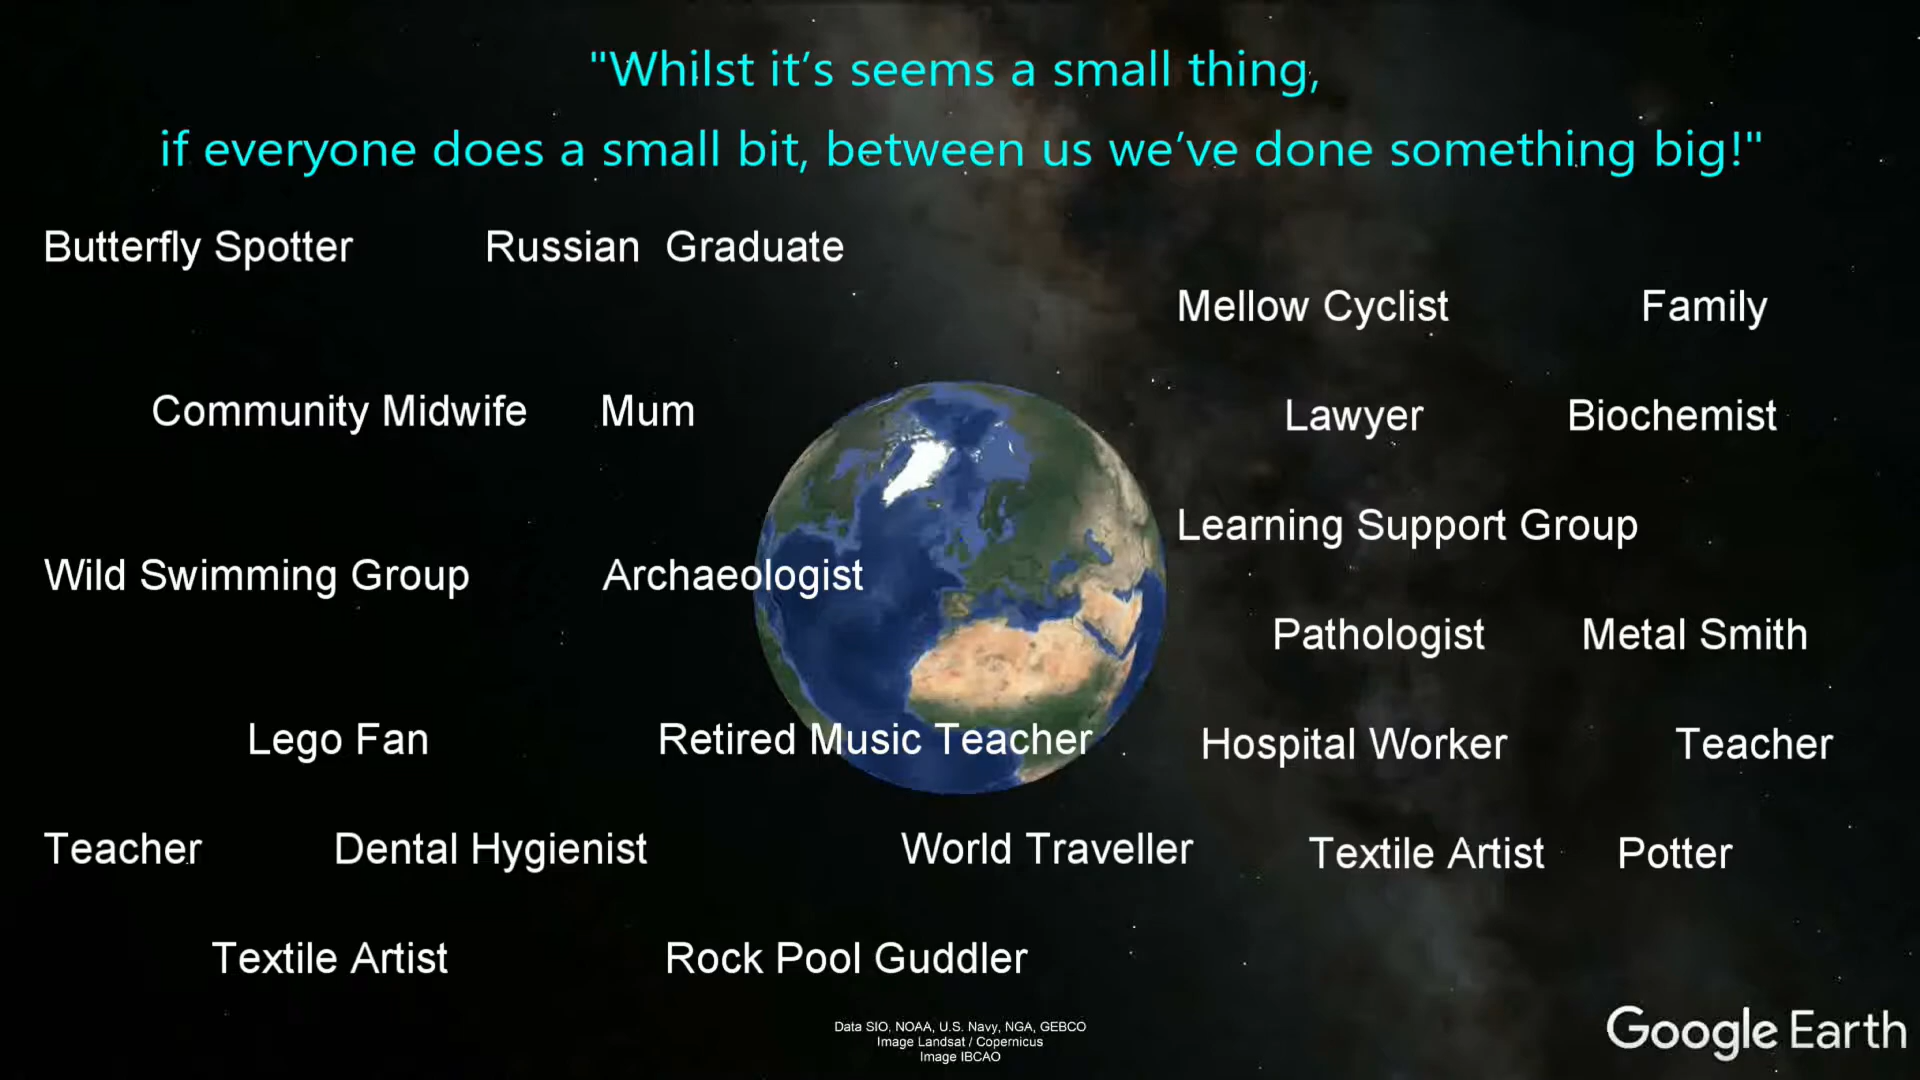 "Whilst it’s seems a small thing,
if everyone does a small bit, between us we’ve done something big!"
Butterfly Spotter
Russian Graduate
Mellow Cyclist
Family
Community Midwife
Mum
Lawyer
Biochemist
Learning Support Group
Wild Swimming Group
Archaeologist
Pathologist
Metal Smith
Lego Fan
Retired Music Teacher
Hospital Worker
Teacher
Teacher
Dental Hygienist
World Traveller
Textile Artist
Potter
Textile Artist
Rock Pool Guddler
Data SIO, NOAA, U.S. Navy, NGA, GEBCO
Image Landsat / Copernicus
Image IBCAO
Google Earth